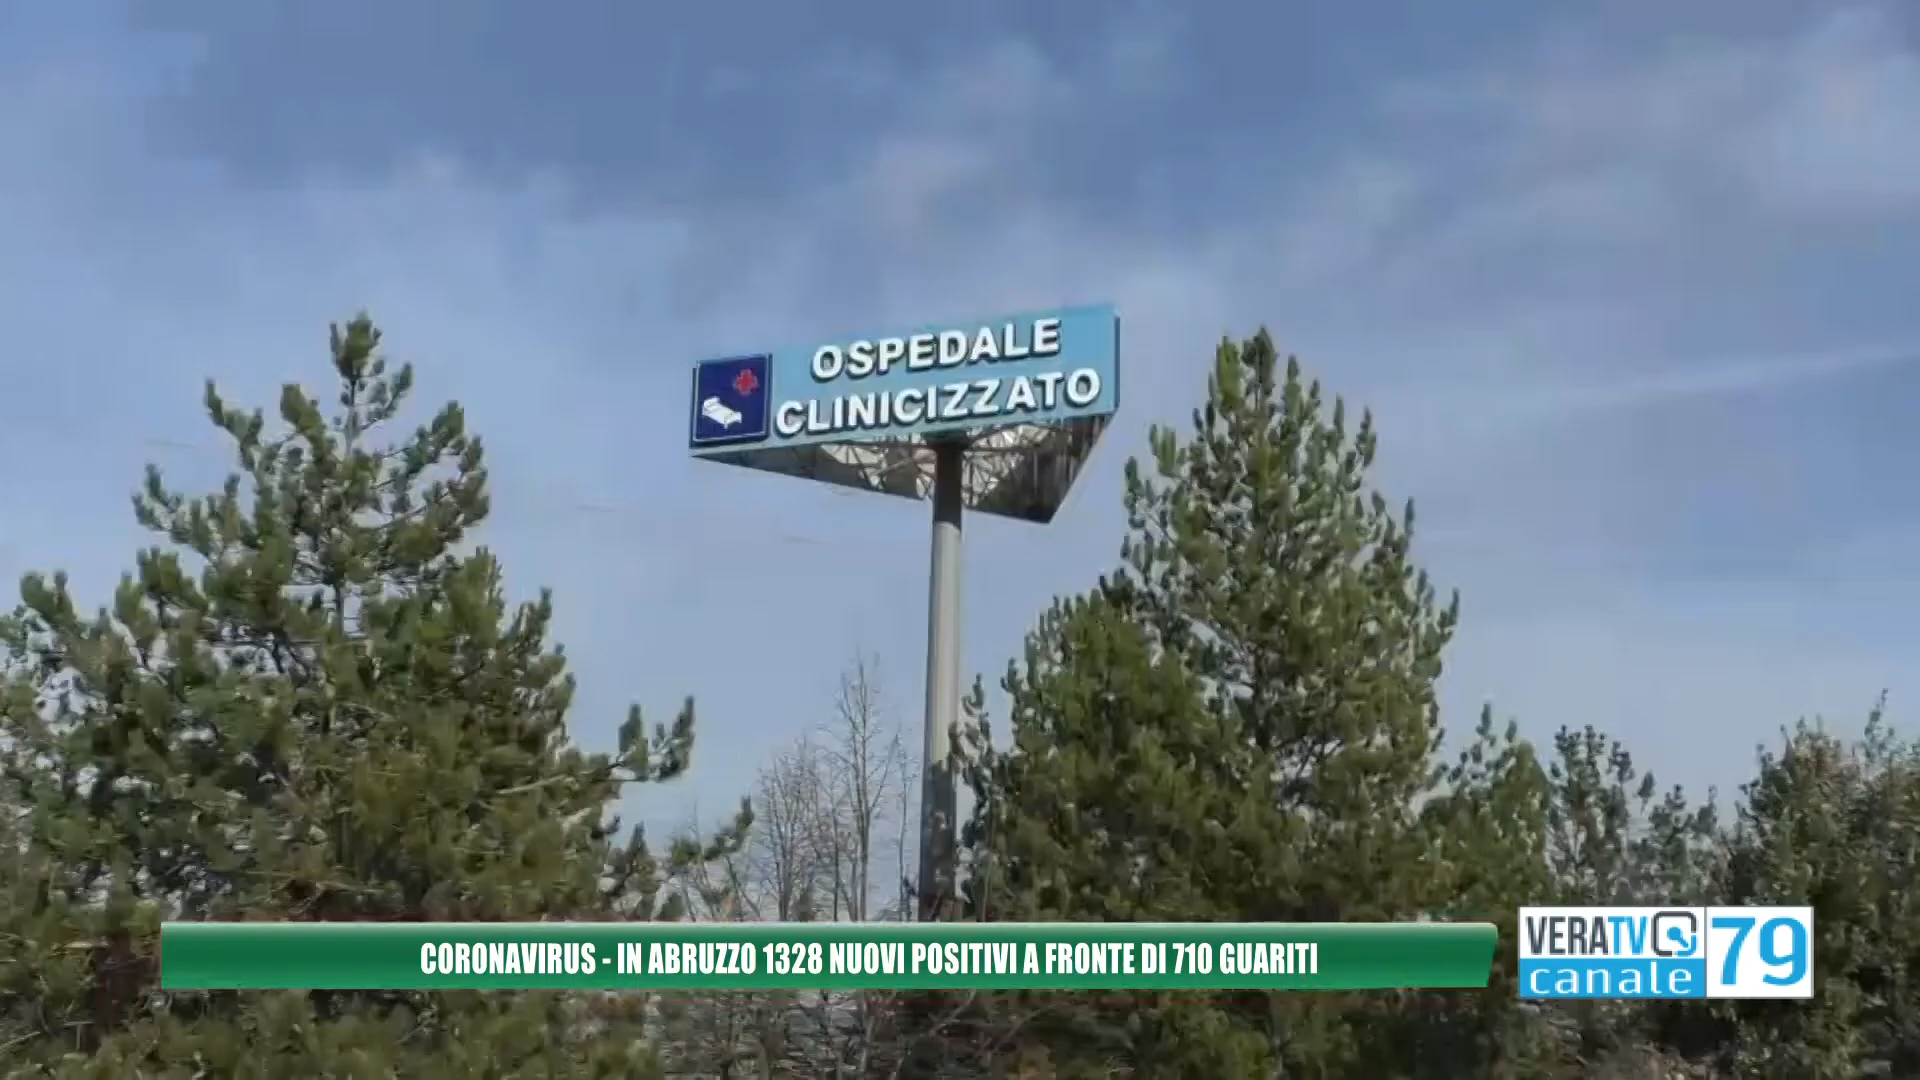 OSPEDALE
CLINICIZZATO
CORONAVIRUS - IN ABRUZZO 1328 NUOVI POSITIVI A FRONTE DI 710 GUARITI
VERATV
canale 79